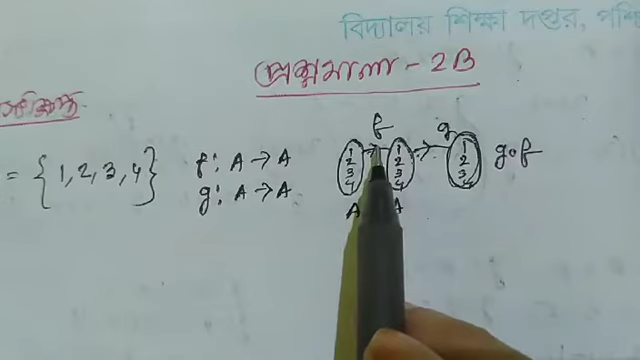 বিদ্যালয় শিক্ষা দপ্তর,
প্রশ্নমালা - 2B
= {1, 2, 3, 4} f: A → A
g: A → A
f g
1 2 3 4 1 2 3 4 1 2 3 4 g∘f
A A